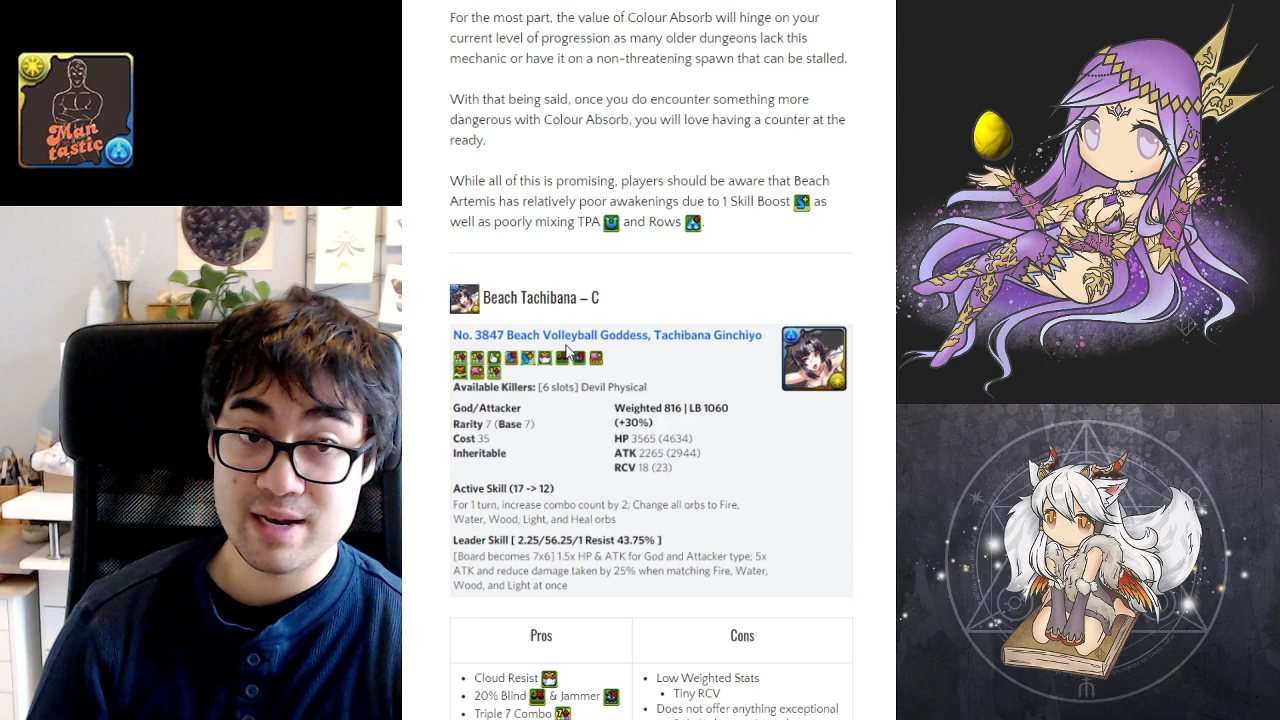 Man
tastic
For the most part, the value of Colour Absorb will hinge on your
current level of progression as many older dungeons lack this
mechanic or have it on a non-threatening spawn that can be stalled.
With that being said, once you do encounter something more
dangerous with Colour Absorb, you will love having a counter at the
ready.
While all of this is promising, players should be aware that Beach
Artemis has relatively poor awakenings due to 1 Skill Boost as
well as poorly mixing TPA and Rows .
Beach Tachibana – C
No. 3847 Beach Volleyball Goddess, Tachibana Ginchiyo
Available Killers: [6 slots] Devil Physical
God/Attacker
Rarity 7 (Base 7)
Cost 35
Inheritable
Weighted 816 | LB 1060
(+30%)
HP 3565 (4634)
ATK 2265 (2944)
RCV 18 (23)
Active Skill (17 -> 12)
For 1 turn, increase combo count by 2; Change all orbs to Fire,
Water, Wood, Light, and Heal orbs
Leader Skill [ 2.25/56.25/1 Resist 43.75% ]
[Board becomes 7x6] 1.5x HP & ATK for God and Attacker type; 5x
ATK and reduce damage taken by 25% when matching Fire, Water,
Wood, and Light at once
Pros
Cons
• Cloud Resist
• 20% Blind & Jammer
• Triple 7 Combo
• Low Weighted Stats
• Tiny RCV
• Does not offer anything exceptional